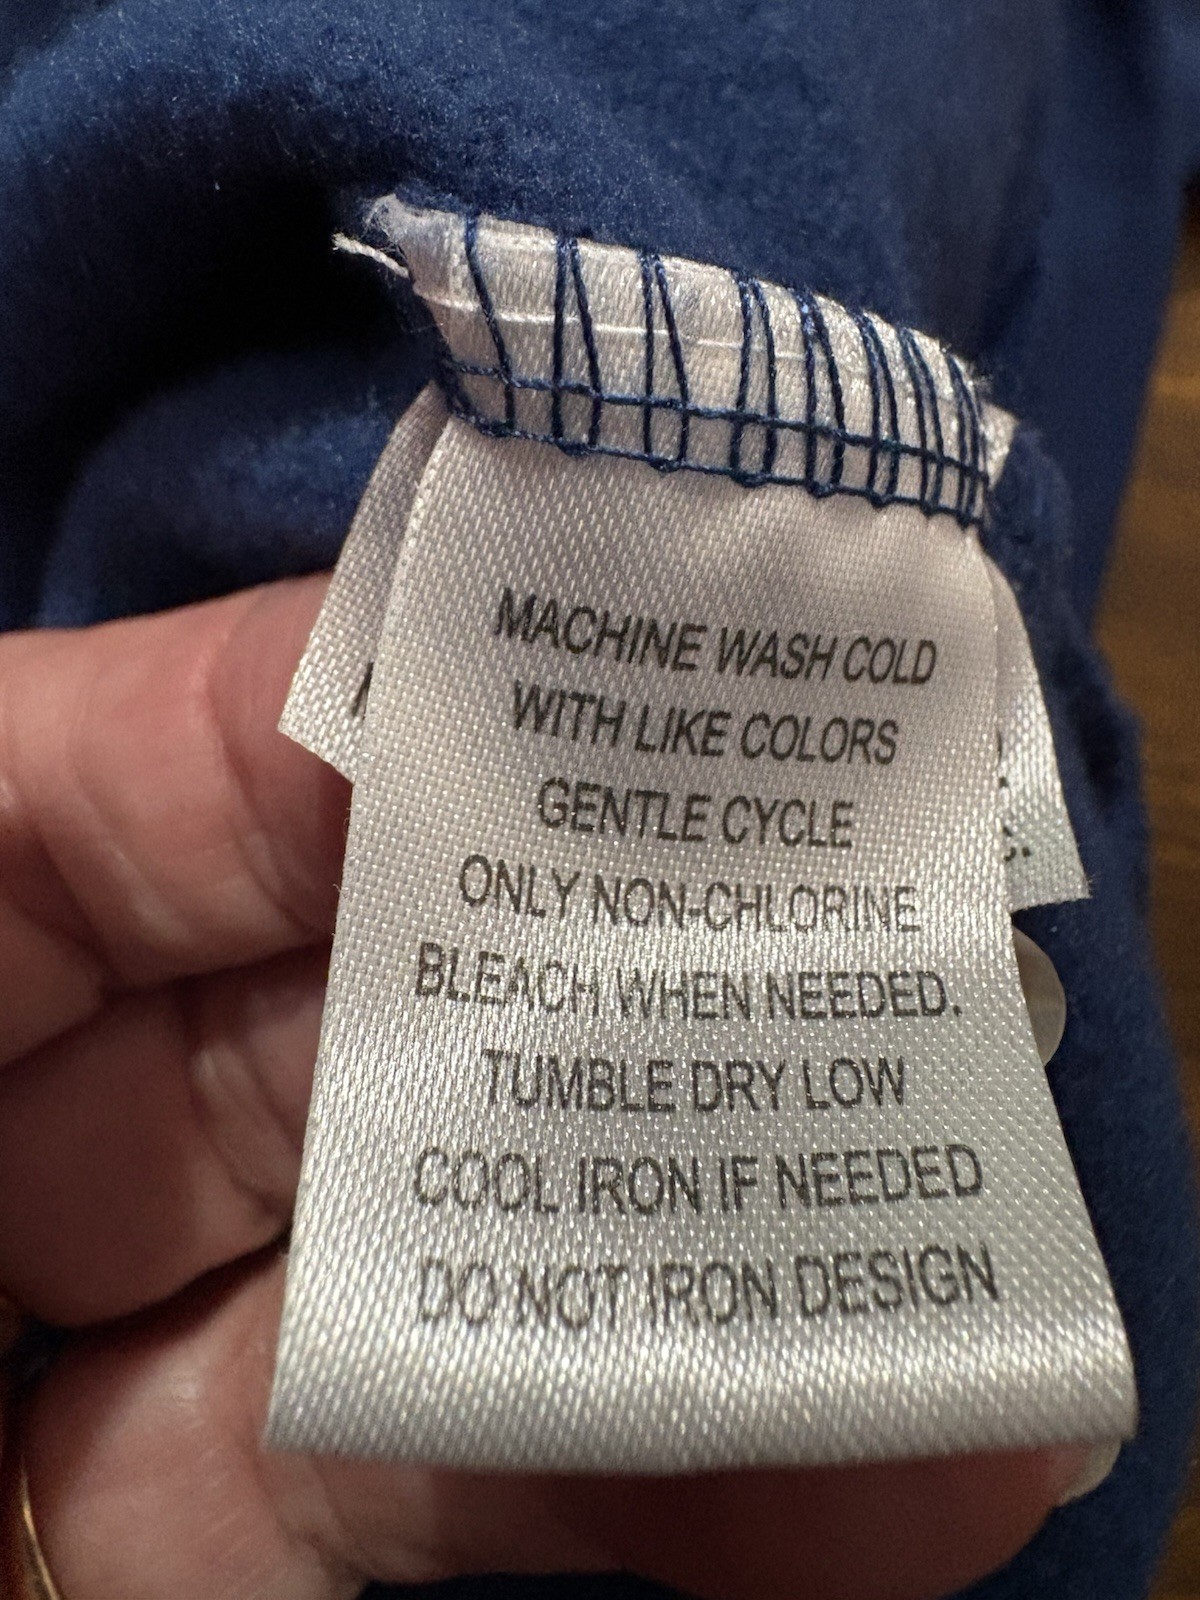 MACHINE WASH COLD
WITH LIKE COLORS
GENTLE CYCLE
ONLY NON-CHLORINE
BLEACH WHEN NEEDED.
TUMBLE DRY LOW
COOL IRON IF NEEDED
DO NOT IRON DESIGN